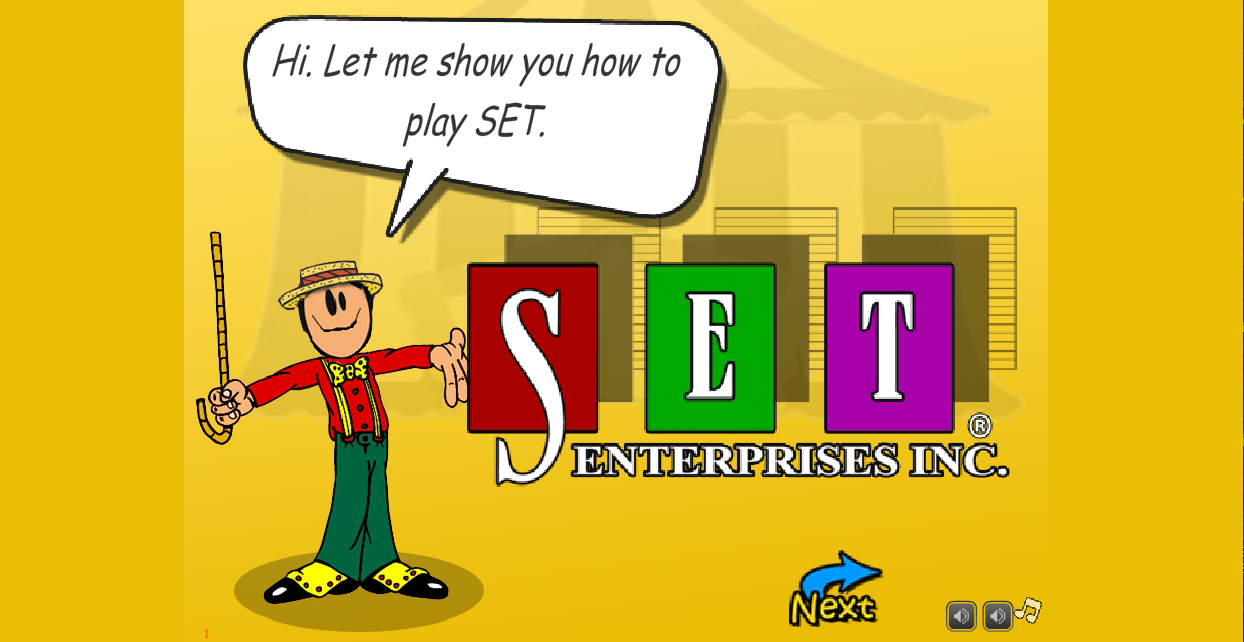 Hi. Let me show you how to
play SET.
SET®
ENTERPRISES INC.
Next
1